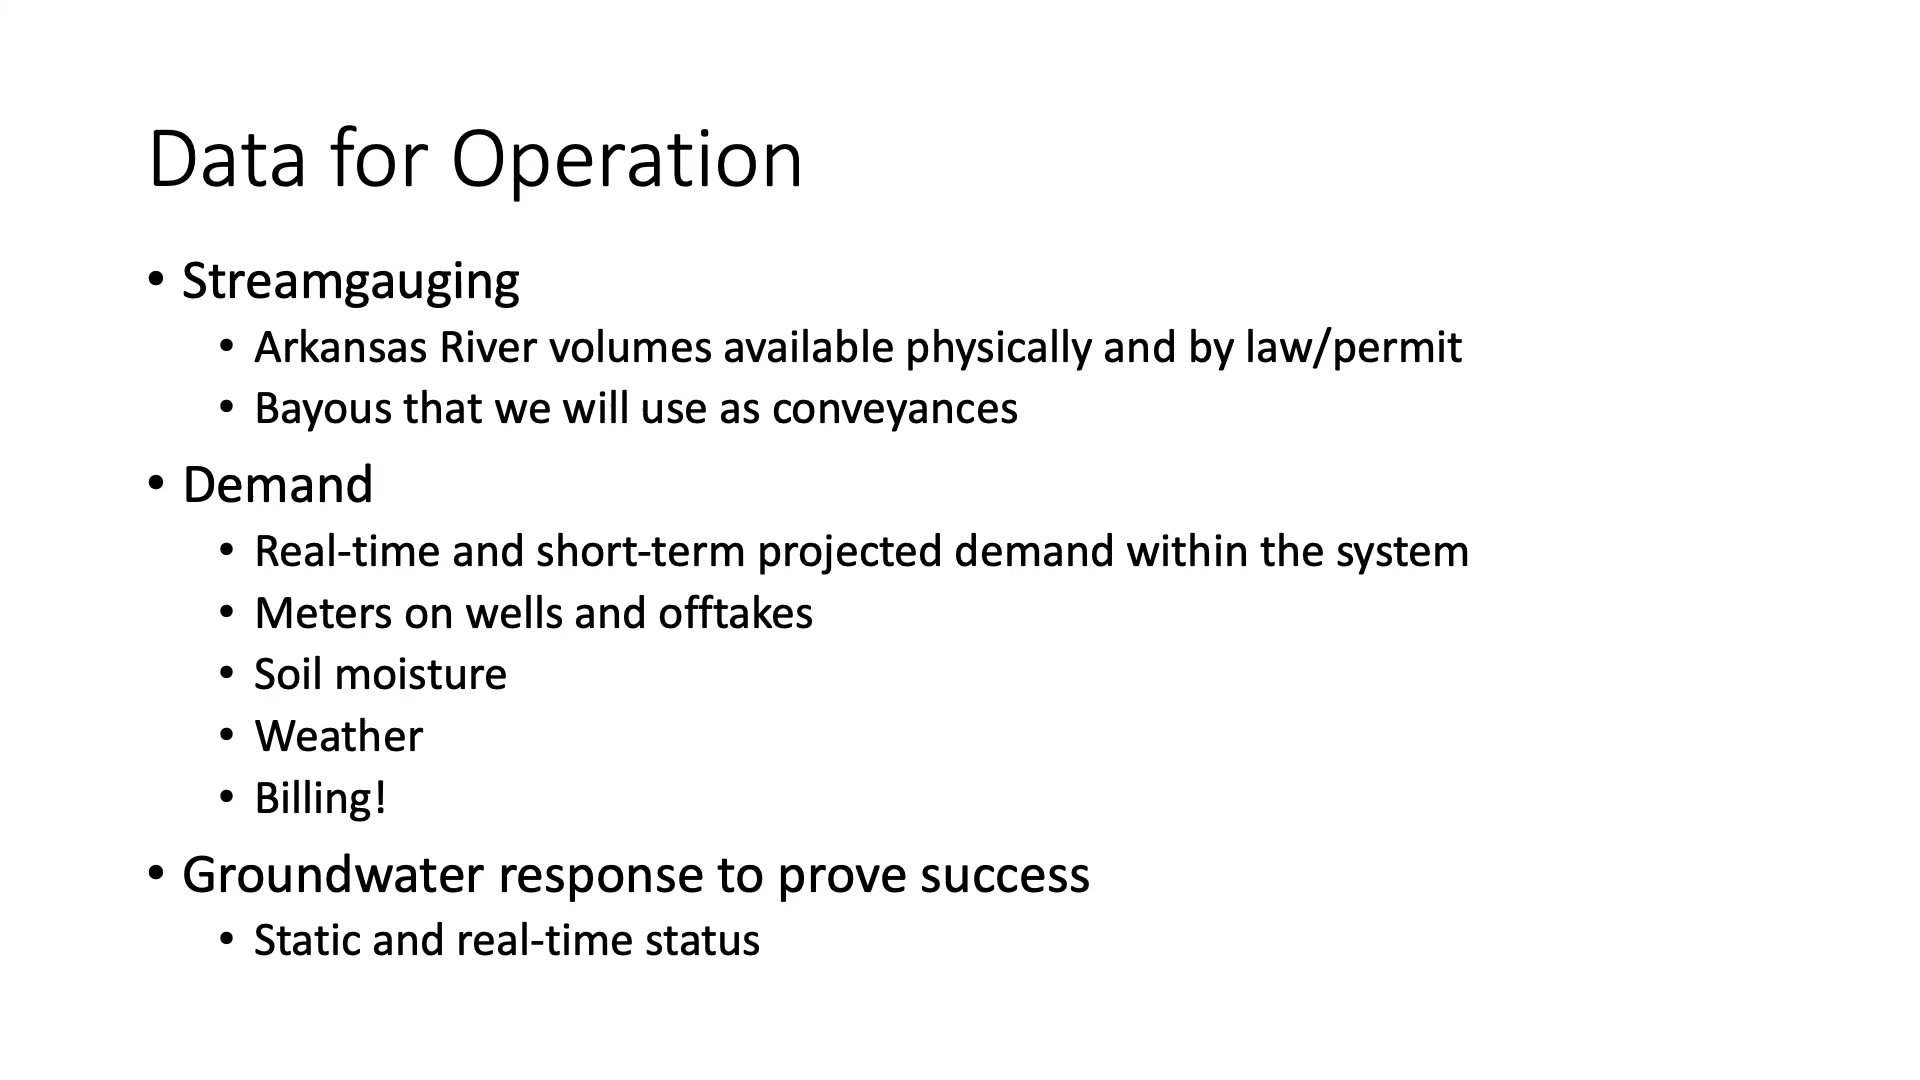 Data for Operation
• Streamgauging
• Arkansas River volumes available physically and by law/permit
• Bayous that we will use as conveyances
• Demand
• Real-time and short-term projected demand within the system
• Meters on wells and offtakes
• Soil moisture
• Weather
• Billing!
• Groundwater response to prove success
• Static and real-time status